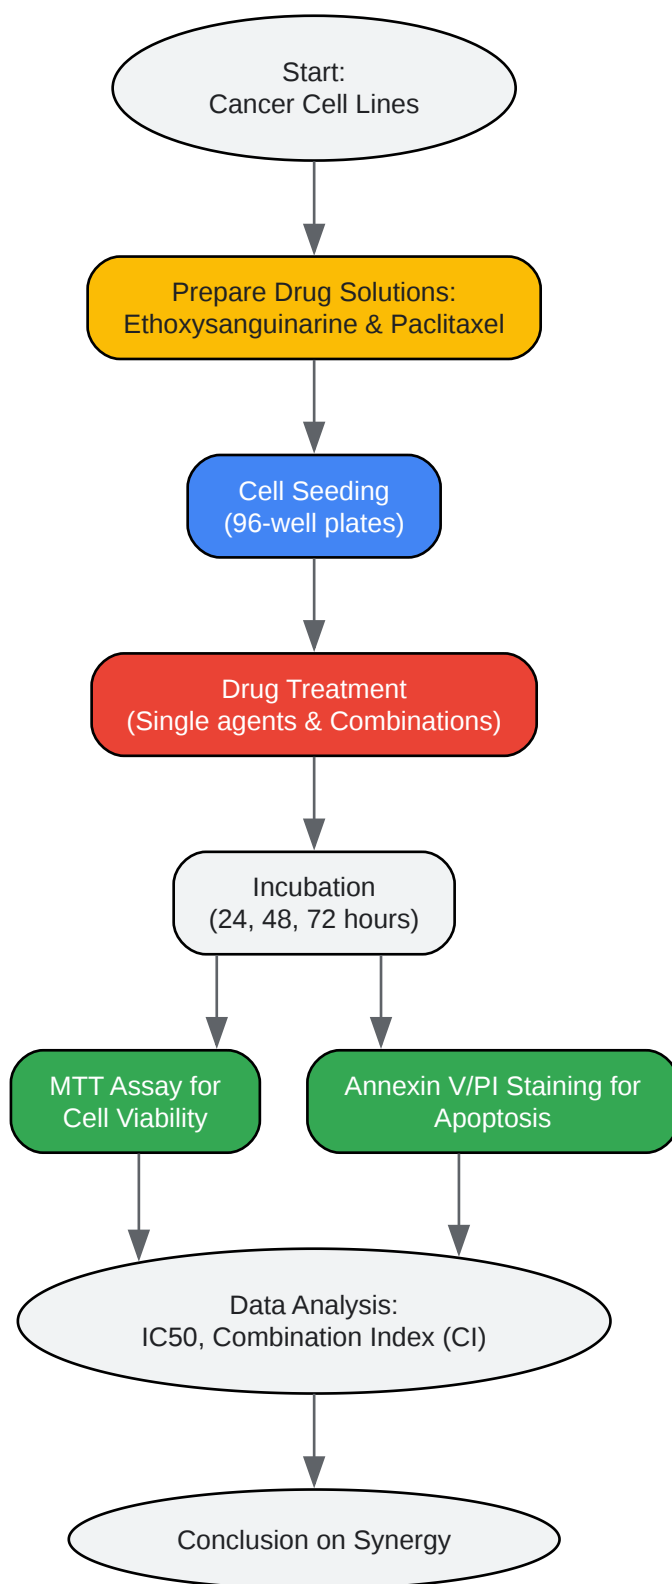 Start:
Cancer Cell Lines
Prepare Drug Solutions:
Ethoxysanguinarine & Paclitaxel
Cell Seeding
(96-well plates)
Drug Treatment
(Single agents & Combinations)
Incubation
(24, 48, 72 hours)
MTT Assay for
Cell Viability
Annexin V/PI Staining for
Apoptosis
Data Analysis:
IC50, Combination Index (CI)
Conclusion on Synergy